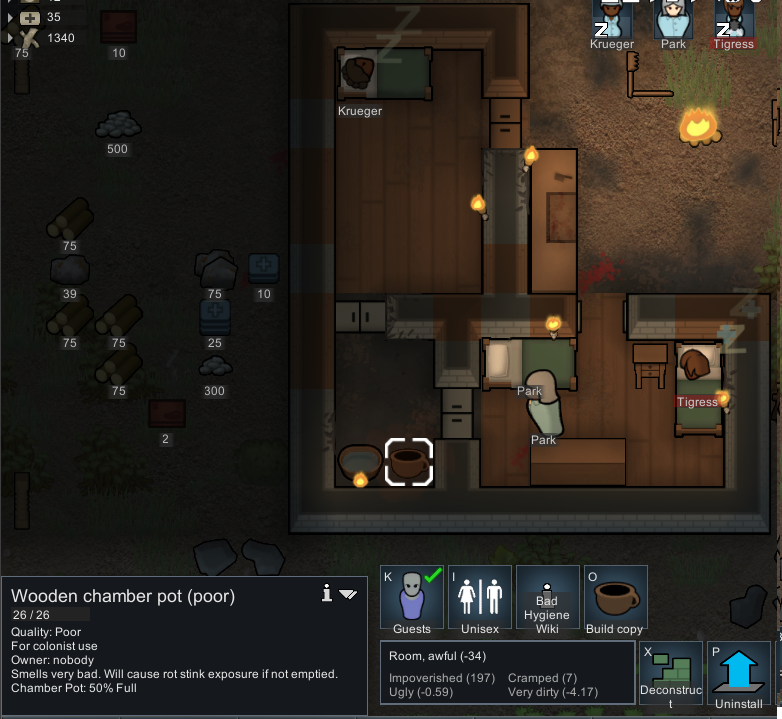 35
1340
75
10
Krueger
Park
Tigress
Z
Z
Krueger
500
75
39
75
10
75
75
25
75
300
2
Park
Tigress
Park
Wooden chamber pot (poor)
26 / 26
Quality: Poor
For colonist use
Owner: nobody
Smells very bad. Will cause rot stink exposure if not emptied.
Chamber Pot: 50% Full
K
Guests
I
Unisex
Bad
Hygiene
Wiki
O
Build copy
Room, awful (-34)
Impoverished (197)
Cramped (7)
Ugly (-0.59)
Very dirty (-4.17)
X
Deconstruc
t
P
Uninstall